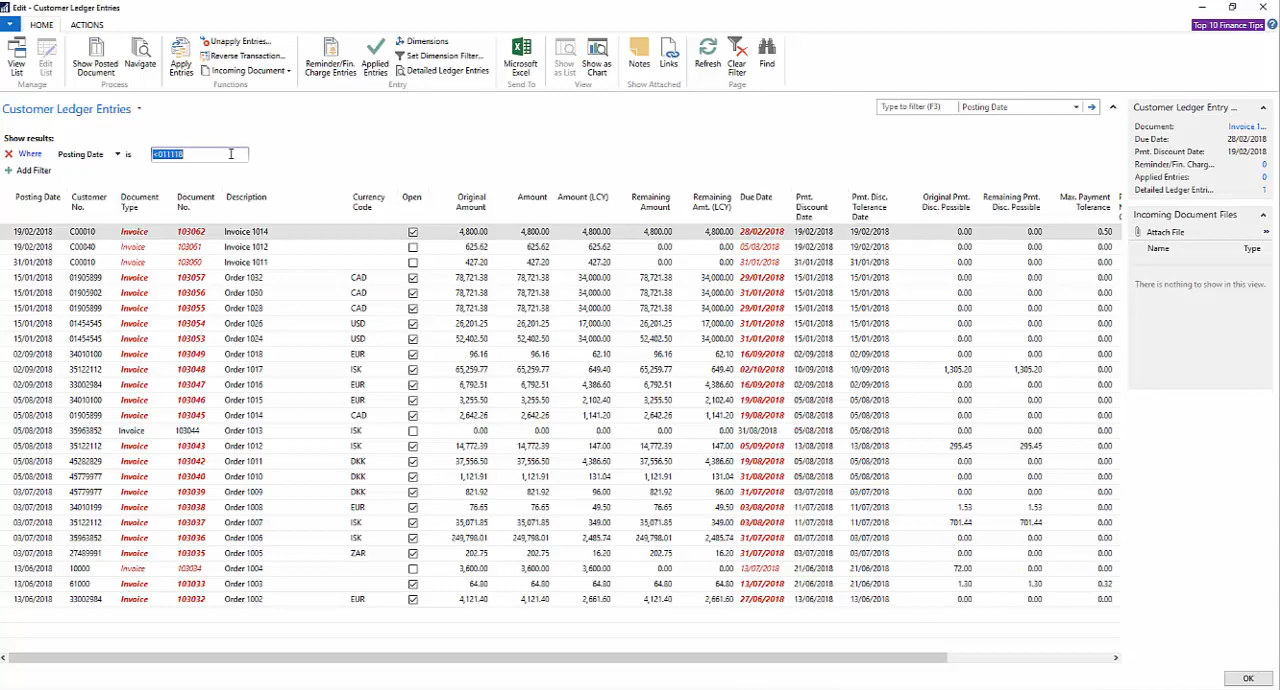 Edit - Customer Ledger Entries
HOME ACTIONS
Top 10 Finance Tips
View List
Edit List
Manage
Show Posted Document
Navigate
Process
Apply Entries
Unapply Entries...
Reverse Transaction...
Incoming Document
Functions
Reminder/Fin. Charge Entries
Applied Entries
Dimensions
Set Dimension Filter...
Detailed Ledger Entries
Entry
Microsoft Excel
Send To
Show as List
Show as Chart
View
Notes
Links
Show Attached
Refresh
Clear Filter
Find
Page
Customer Ledger Entries
Type to filter (F3) Posting Date
Show results:
Where Posting Date is <011118
Add Filter
Posting Date Customer No. Document Type Document No. Description Currency Code Open Original Amount Amount Amount (LCY) Remaining Amount Remaining Amt. (LCY) Due Date Pmt. Discount Date Pmt. Disc. Tolerance Date Original Pmt. Disc. Possible Remaining Pmt. Disc. Possible Max. Payment Tolerance
19/02/2018 C00010 Invoice 103062 Invoice 1014 4,800.00 4,800.00 4,800.00 4,800.00 4,800.00 28/02/2018 19/02/2018 19/02/2018 0.00 0.00 0.50
19/02/2018 C00040 Invoice 103061 Invoice 1012 625.62 625.62 625.62 0.00 0.00 05/03/2018 19/02/2018 19/02/2018 0.00 0.00 0.00
31/01/2018 C00010 Invoice 103060 Invoice 1011 427.20 427.20 427.20 0.00 0.00 31/01/2018 31/01/2018 31/01/2018 0.00 0.00 0.00
15/01/2018 01905899 Invoice 103057 Order 1032 CAD 78,721.38 78,721.38 34,000.00 78,721.38 34,000.00 29/01/2018 15/01/2018 15/01/2018 0.00 0.00 0.00
15/01/2018 01905902 Invoice 103056 Order 1030 CAD 78,721.38 78,721.38 34,000.00 78,721.38 34,000.00 31/01/2018 15/01/2018 15/01/2018 0.00 0.00 0.00
15/01/2018 01905899 Invoice 103055 Order 1028 CAD 78,721.38 78,721.38 34,000.00 78,721.38 34,000.00 31/01/2018 15/01/2018 15/01/2018 0.00 0.00 0.00
15/01/2018 01454545 Invoice 103054 Order 1026 USD 26,201.25 26,201.25 17,000.00 26,201.25 17,000.00 31/01/2018 15/01/2018 15/01/2018 0.00 0.00 0.00
15/01/2018 01454545 Invoice 103053 Order 1024 USD 52,402.50 52,402.50 34,000.00 52,402.50 34,000.00 31/01/2018 15/01/2018 15/01/2018 0.00 0.00 0.00
02/09/2018 34010100 Invoice 103049 Order 1018 EUR 96.16 96.16 62.10 96.16 62.10 16/09/2018 02/09/2018 02/09/2018 0.00 0.00 0.00
02/09/2018 35122112 Invoice 103048 Order 1017 ISK 65,259.77 65,259.77 649.40 65,259.77 649.40 02/10/2018 10/09/2018 10/09/2018 1,305.20 1,305.20 0.00
02/09/2018 33002984 Invoice 103047 Order 1016 EUR 6,792.51 6,792.51 4,386.60 6,792.51 4,386.60 16/09/2018 02/09/2018 02/09/2018 0.00 0.00 0.00
05/08/2018 34010100 Invoice 103046 Order 1015 EUR 3,255.50 3,255.50 2,102.40 3,255.50 2,102.40 19/08/2018 05/08/2018 05/08/2018 0.00 0.00 0.00
05/08/2018 01905899 Invoice 103045 Order 1014 CAD 2,642.26 2,642.26 1,141.20 2,642.26 1,141.20 19/08/2018 05/08/2018 05/08/2018 0.00 0.00 0.00
05/08/2018 35963852 Invoice 103044 Order 1013 ISK 0.00 0.00 0.00 0.00 0.00 31/08/2018 05/08/2018 05/08/2018 0.00 0.00 0.00
05/08/2018 35122112 Invoice 103043 Order 1012 ISK 14,772.39 14,772.39 147.00 14,772.39 147.00 05/09/2018 13/08/2018 13/08/2018 295.45 295.45 0.00
05/08/2018 45282829 Invoice 103042 Order 1011 DKK 37,556.50 37,556.50 4,386.60 37,556.50 4,386.60 19/08/2018 05/08/2018 05/08/2018 0.00 0.00 0.00
05/08/2018 45779977 Invoice 103040 Order 1010 DKK 1,121.91 1,121.91 131.04 1,121.91 131.04 31/08/2018 05/08/2018 05/08/2018 0.00 0.00 0.00
03/07/2018 45779977 Invoice 103039 Order 1009 DKK 821.92 821.92 96.00 821.92 96.00 31/07/2018 03/07/2018 03/07/2018 0.00 0.00 0.00
03/07/2018 34010199 Invoice 103038 Order 1008 EUR 76.65 76.65 49.50 76.65 49.50 03/08/2018 11/07/2018 11/07/2018 1.53 1.53 0.00
03/07/2018 35122112 Invoice 103037 Order 1007 ISK 35,071.85 35,071.85 349.00 35,071.85 349.00 03/08/2018 11/07/2018 11/07/2018 701.44 701.44 0.00
03/07/2018 35963852 Invoice 103036 Order 1006 ISK 249,798.01 249,798.01 2,485.74 249,798.01 2,485.74 31/07/2018 03/07/2018 03/07/2018 0.00 0.00 0.00
03/07/2018 27489991 Invoice 103035 Order 1005 ZAR 202.75 202.75 16.20 202.75 16.20 31/07/2018 03/07/2018 03/07/2018 0.00 0.00 0.00
13/06/2018 10000 Invoice 103034 Order 1004 3,600.00 3,600.00 3,600.00 0.00 0.00 13/07/2018 21/06/2018 21/06/2018 72.00 0.00 0.00
13/06/2018 61000 Invoice 103033 Order 1003 64.80 64.80 64.80 64.80 64.80 13/07/2018 21/06/2018 21/06/2018 1.30 1.30 0.32
13/06/2018 33002984 Invoice 103032 Order 1002 EUR 4,121.40 4,121.40 2,661.60 4,121.40 2,661.60 27/06/2018 13/06/2018 13/06/2018 0.00 0.00 0.00
Customer Ledger Entry ...
Document: Invoice 1...
Due Date: 28/02/2018
Pmt. Discount Date: 19/02/2018
Reminder/Fin. Charg... 0
Applied Entries: 0
Detailed Ledger Entri... 1
Incoming Document Files
Attach File
Name Type
There is nothing to show in this view.
OK